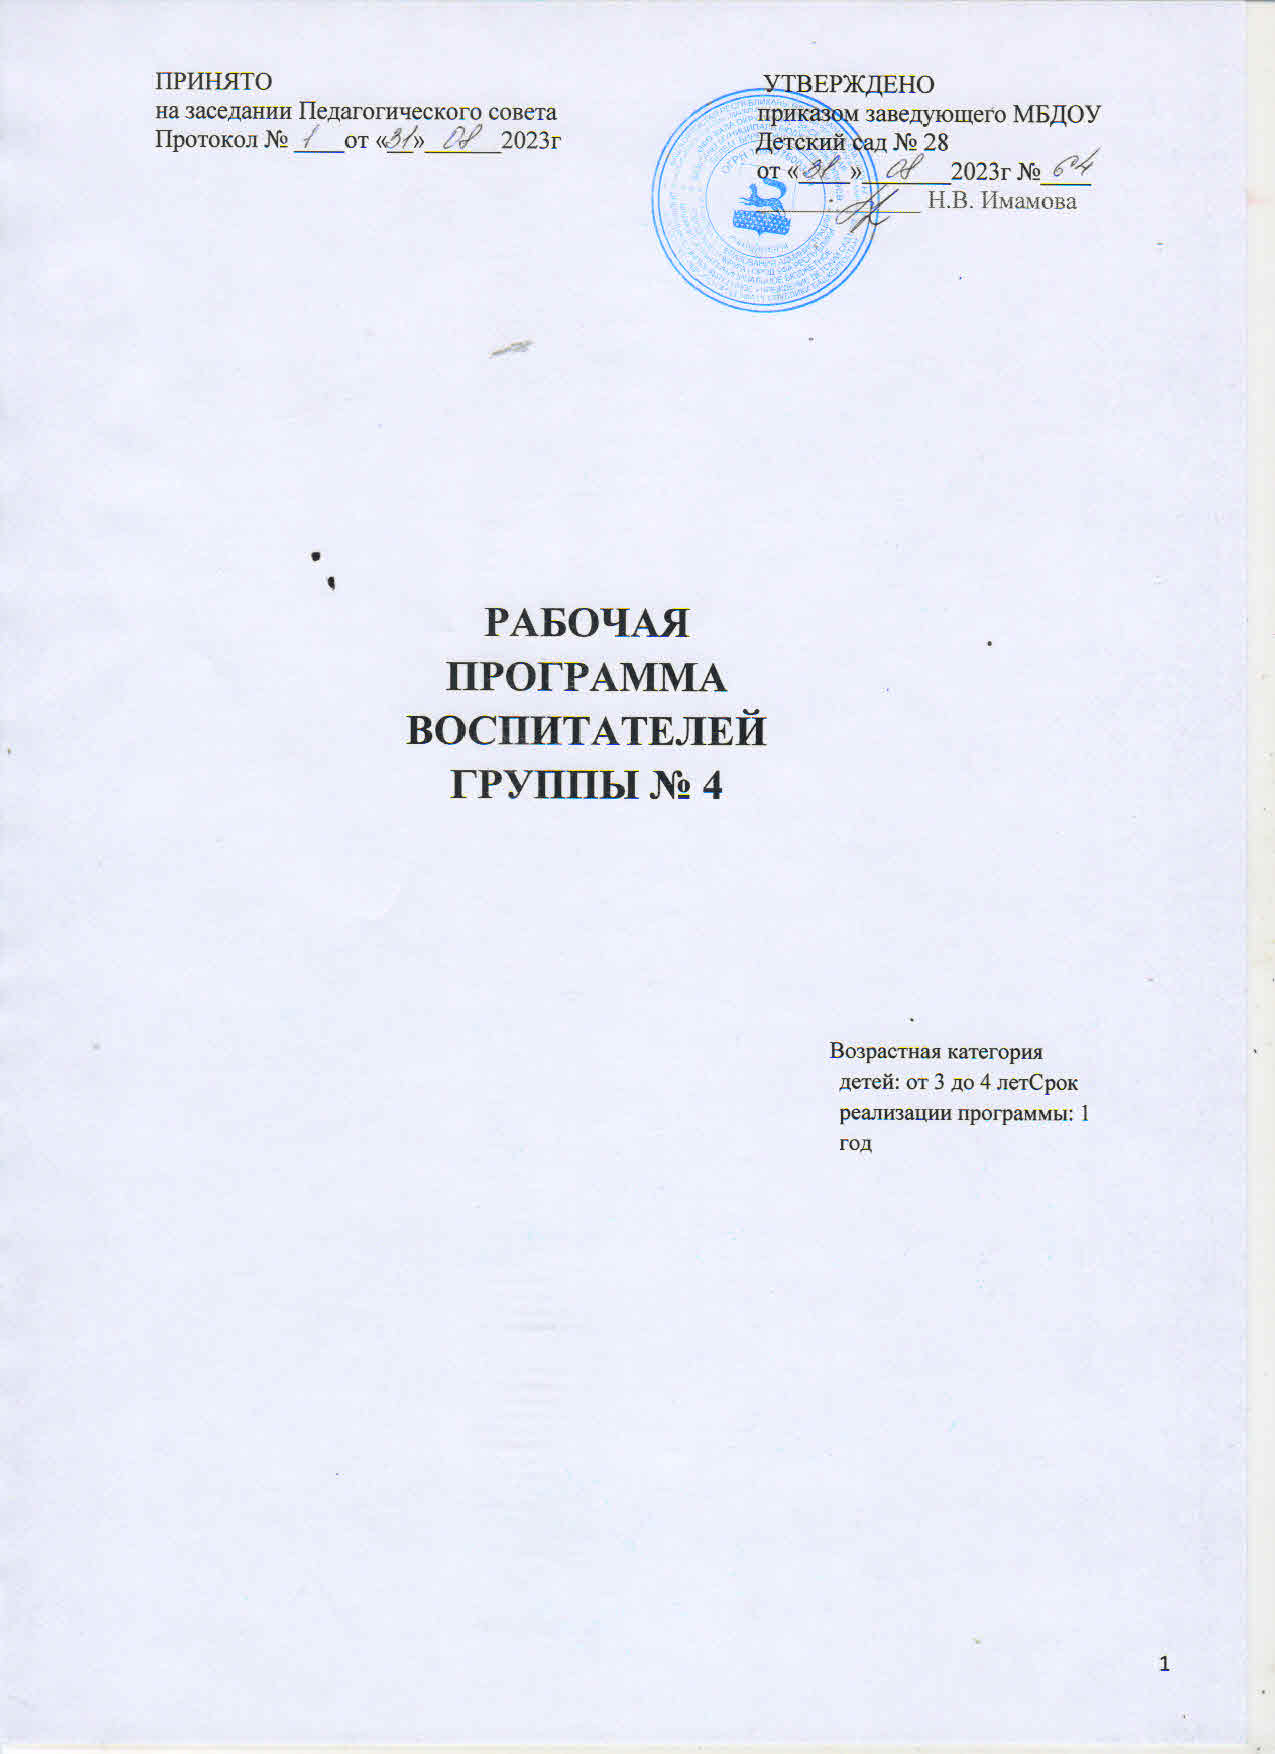 ПРИНЯТО
на заседании Педагогического совета
Протокол № 1 от «31» 08 2023г
УТВЕРЖДЕНО
приказом заведующего МБДОУ
Детский сад № 28
от «31» 08 2023г № 64
Н.В. Имамова
РАБОЧАЯ
ПРОГРАММА
ВОСПИТАТЕЛЕЙ
ГРУППЫ № 4
Возрастная категория
детей: от 3 до 4 летСрок
реализации программы: 1
год
1